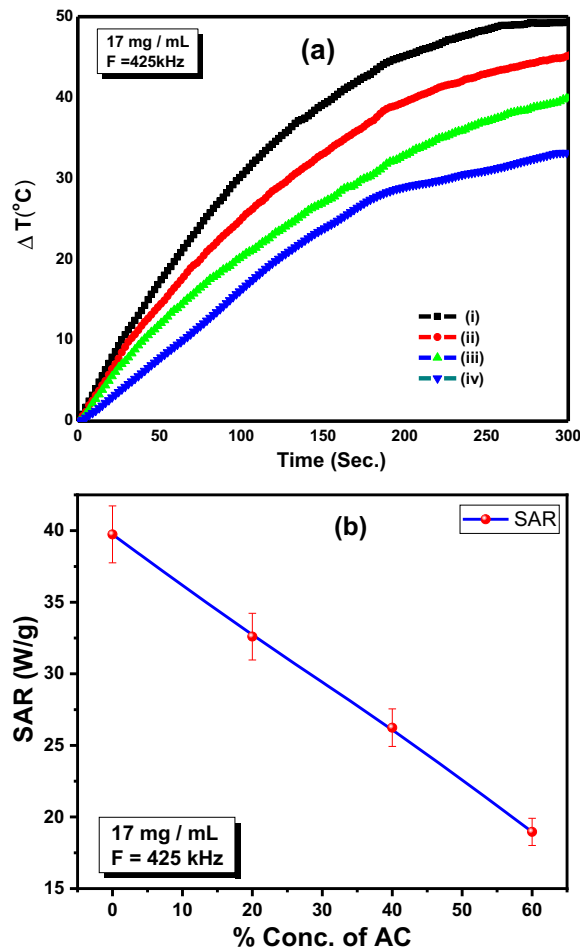 17 mg / mL
F =425kHz
(a)
50
40
30
20
10
0
Δ T(°C)
(i)
(ii)
(iii)
(iv)
0 50 100 150 200 250 300
Time (Sec.)
(b)
SAR
40
35
30
25
20
15
SAR (W/g)
17 mg / mL
F = 425 kHz
0 10 20 30 40 50 60
% Conc. of AC